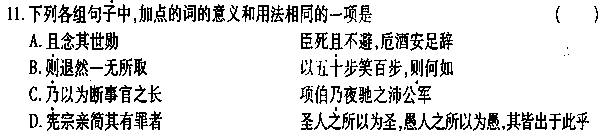 11.下列各组句子中,加点的词的意义和用法相同的一项是 ( )
A.且念其世勋 臣死且不避,卮酒安足辞
B.则退然一无所取 以五十步笑百步,则何如
C.乃以为断事官之长 项伯乃夜驰之沛公军
D.宪宗亲简其有罪者 圣人之所以为圣,愚人之所以为愚,其皆出于此乎